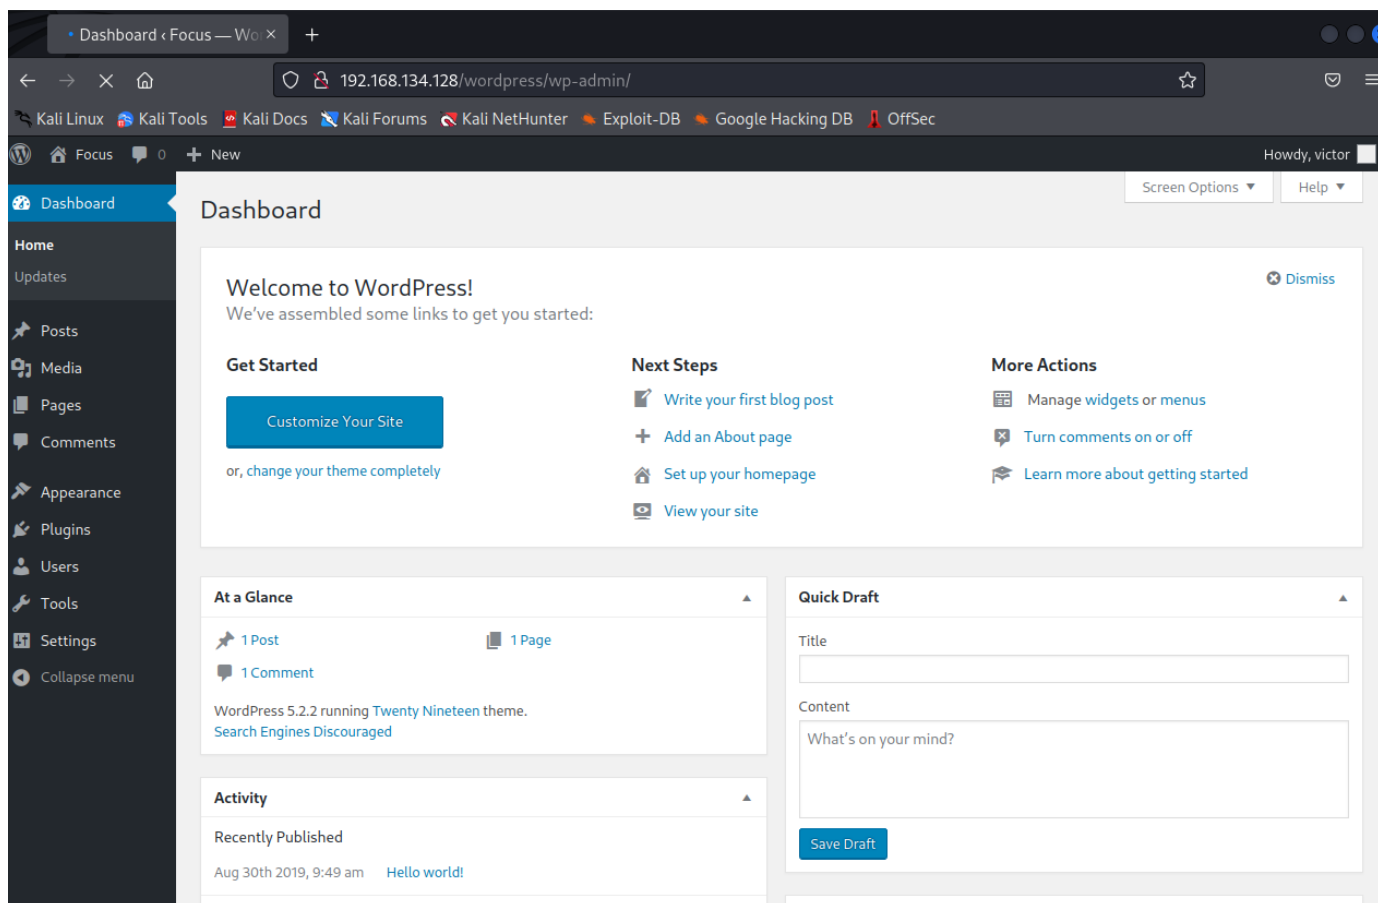 Dashboard ‹ Focus — Wor
192.168.134.128/wordpress/wp-admin/
Kali Linux Kali Tools Kali Docs Kali Forums Kali NetHunter Exploit-DB Google Hacking DB OffSec
Focus 0 New Howdy, victor
Screen Options Help
Dashboard
Home
Updates
Posts
Media
Pages
Comments
Appearance
Plugins
Users
Tools
Settings
Collapse menu
Dashboard
Welcome to WordPress!
Dismiss
We've assembled some links to get you started:
Get Started
Customize Your Site
or, change your theme completely
Next Steps
Write your first blog post
Add an About page
Set up your homepage
View your site
More Actions
Manage widgets or menus
Turn comments on or off
Learn more about getting started
At a Glance
1 Post 1 Page
1 Comment
WordPress 5.2.2 running Twenty Nineteen theme.
Search Engines Discouraged
Activity
Recently Published
Aug 30th 2019, 9:49 am Hello world!
Quick Draft
Title
Content
What's on your mind?
Save Draft